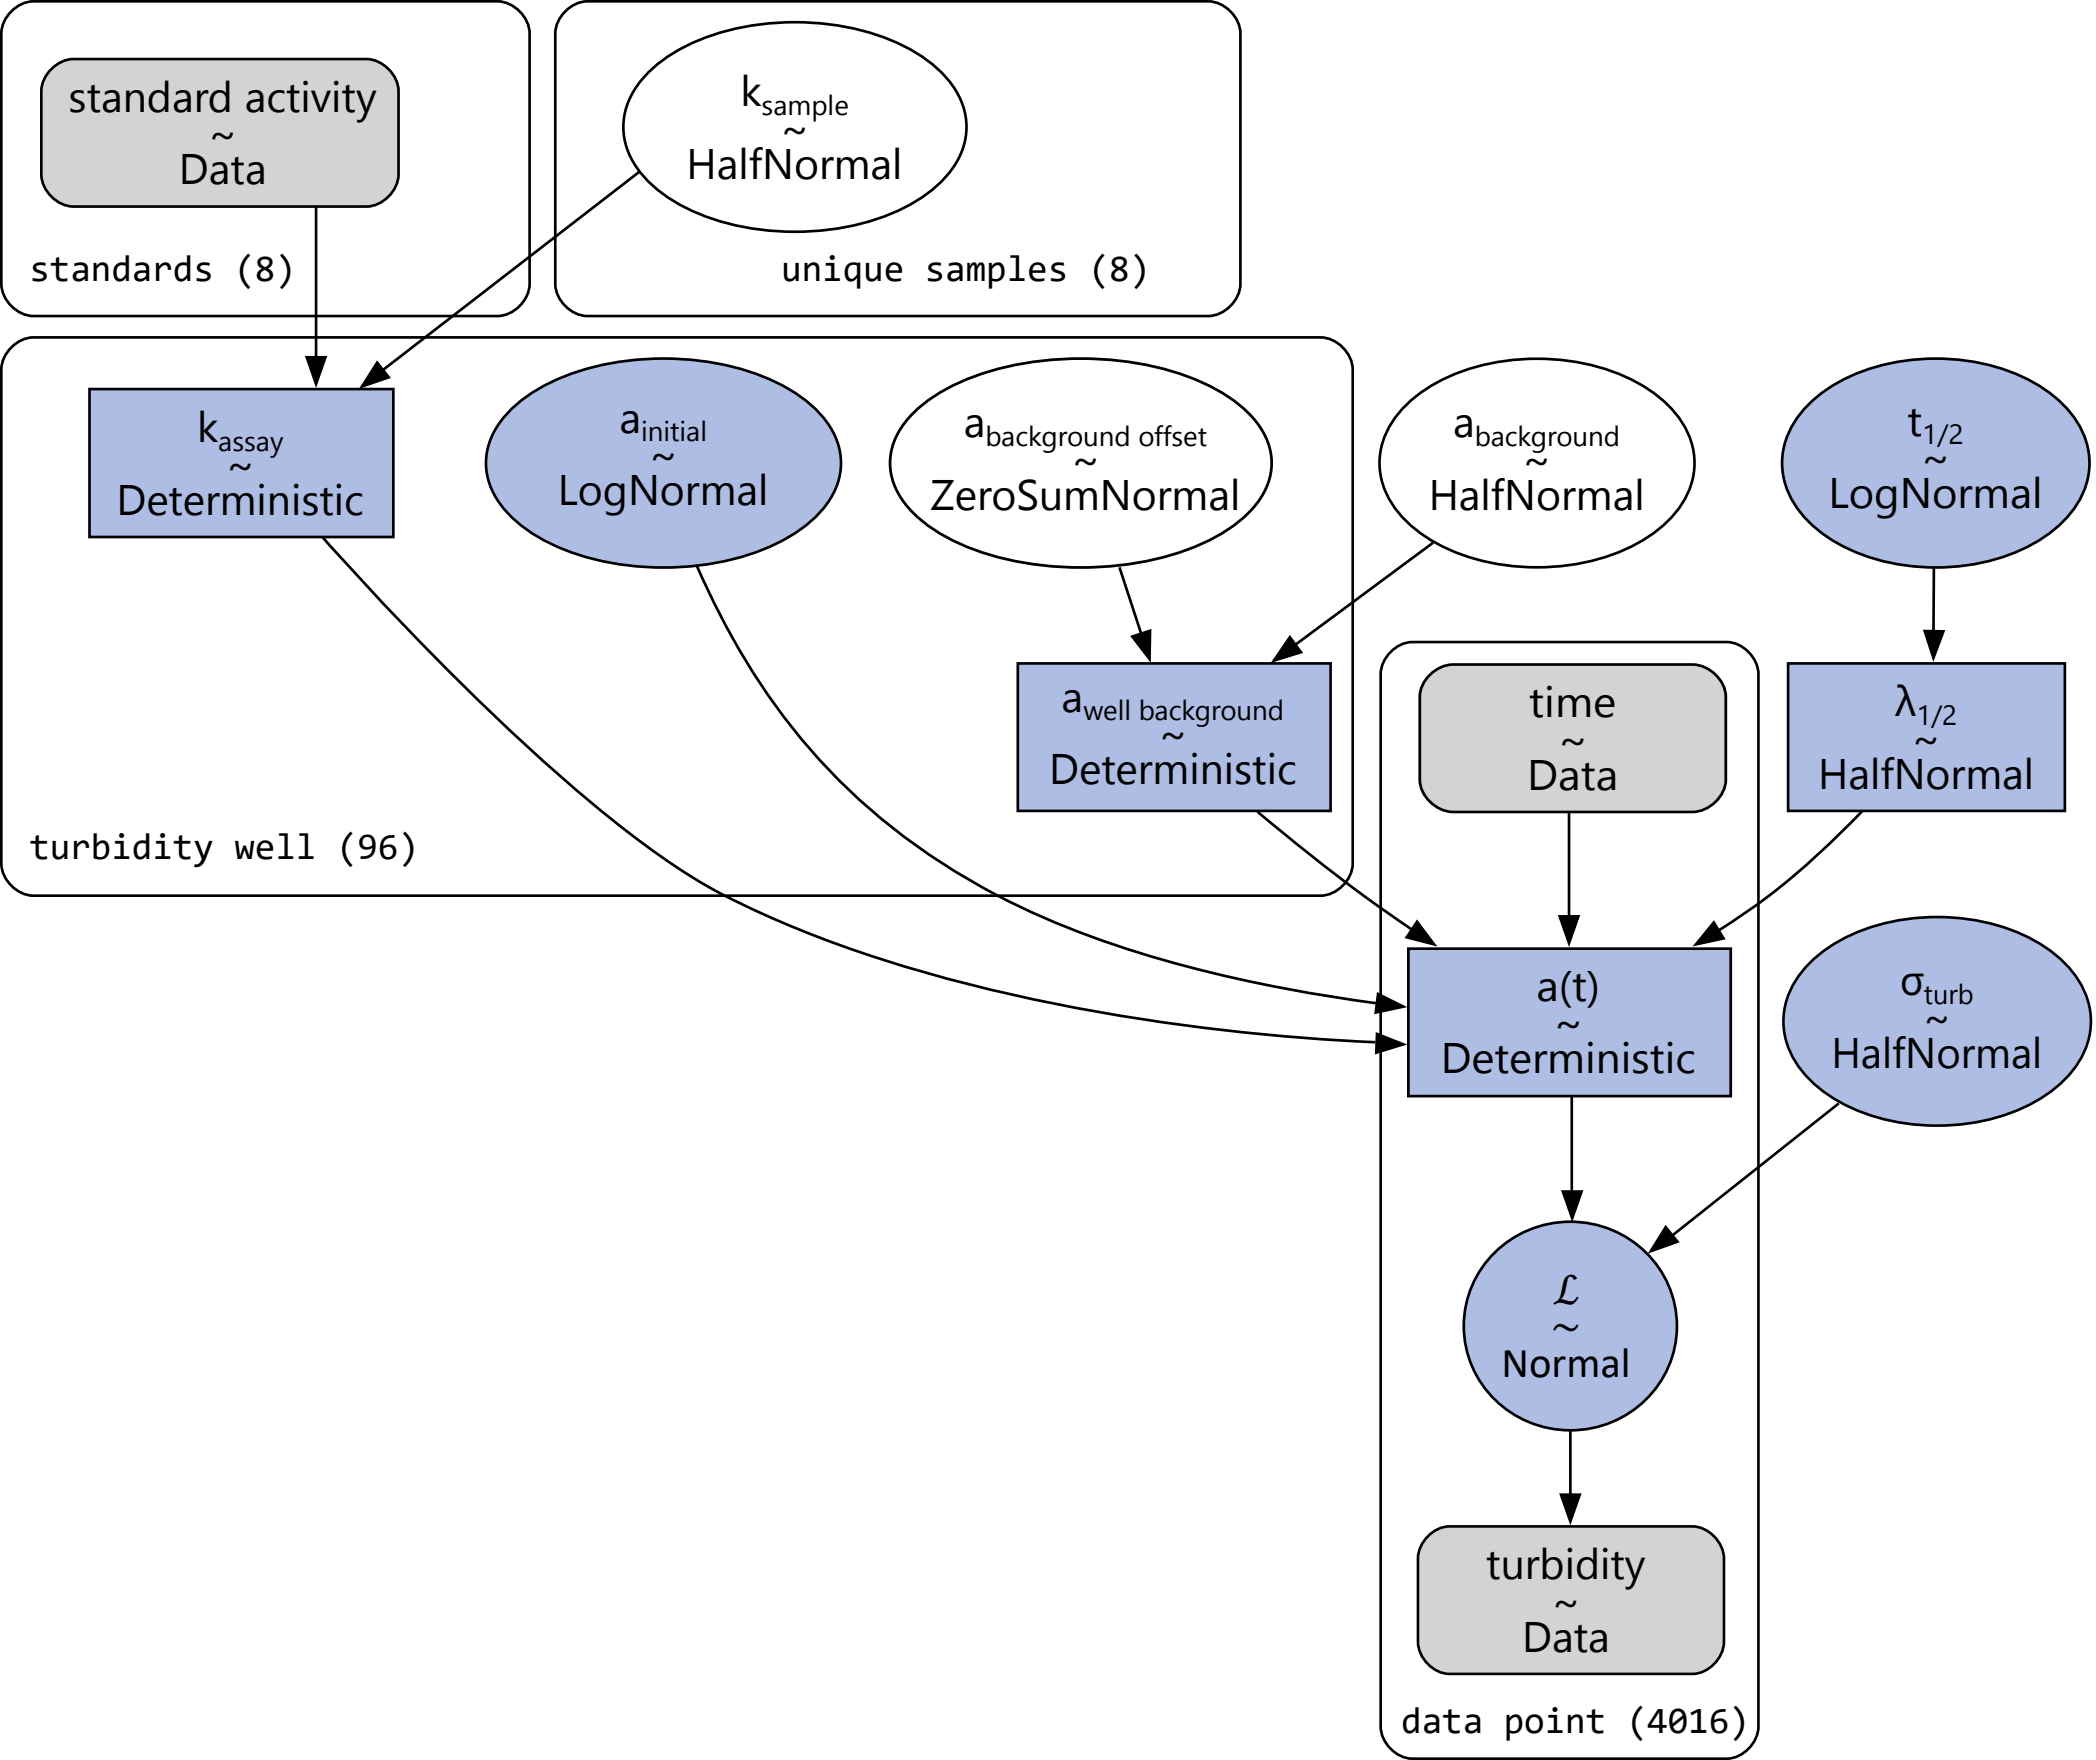 standard activity
~
Data
standards (8)
k_sample
~
HalfNormal
unique samples (8)
k_assay
~
Deterministic
a_initial
~
LogNormal
a_background offset
~
ZeroSumNormal
a_background
~
HalfNormal
t_1/2
~
LogNormal
a_well background
~
Deterministic
time
~
Data
λ_1/2
~
HalfNormal
turbidity well (96)
a(t)
~
Deterministic
σ_turb
~
HalfNormal
ℒ
~
Normal
turbidity
~
Data
data point (4016)